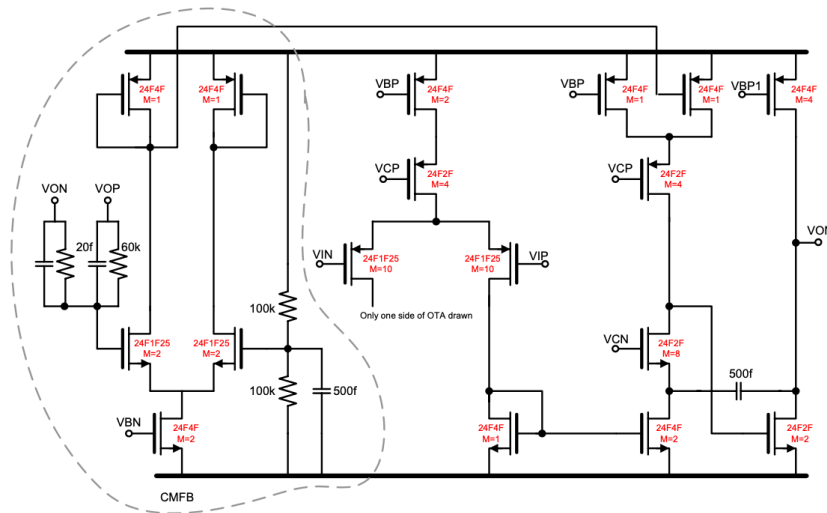 24F4F
M=1
24F4F
M=1
VBP
24F4F
M=2
VBP
24F4F
M=1
24F4F
M=1
VBP1
24F4F
M=4
VCP
24F2F
M=4
VCP
24F2F
M=4
VON
VOP
20f
60k
VIN
24F1F25
M=10
24F1F25
M=10
VIP
VON
Only one side of OTA drawn
100k
24F1F25
M=2
24F1F25
M=2
VCN
24F2F
M=8
100k
500f
500f
VBN
24F4F
M=2
24F4F
M=1
24F4F
M=2
24F2F
M=2
CMFB